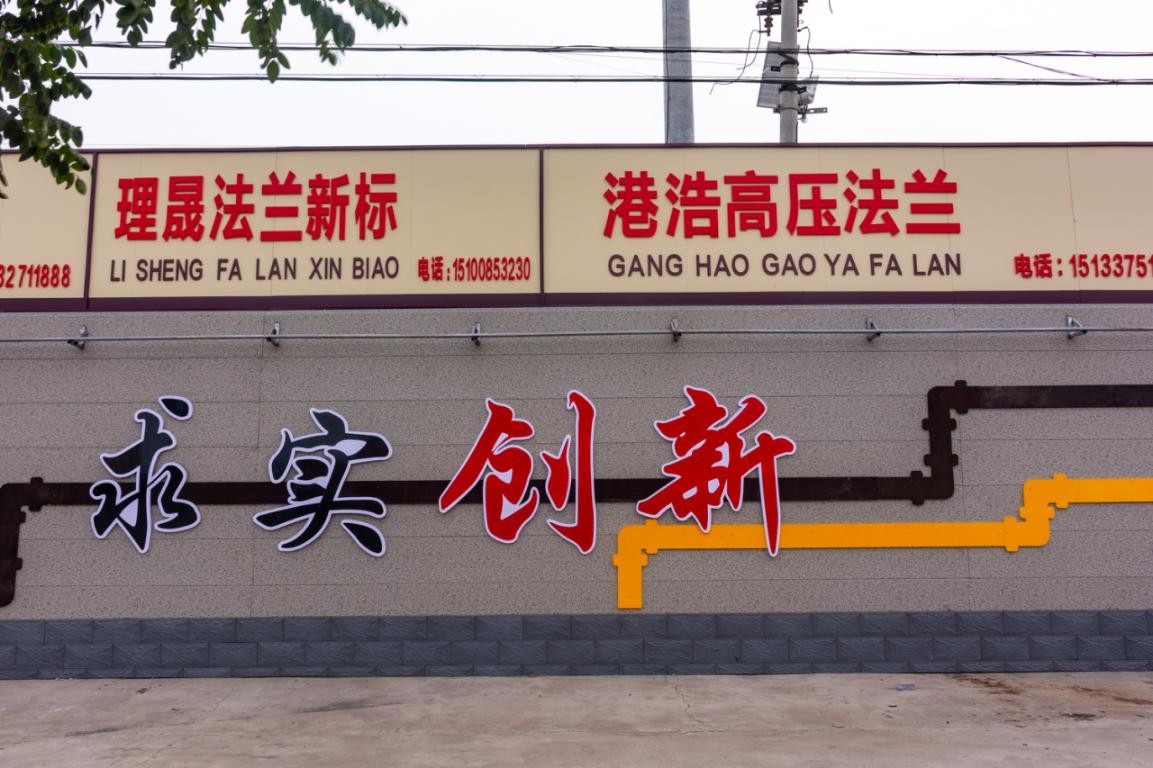 32711888
理晟法兰新标
LI SHENG FA LAN XIN BIAO
电话:15100853230
港浩高压法兰
GANG HAO GAO YA FA LAN
电话:15133751
求实创新